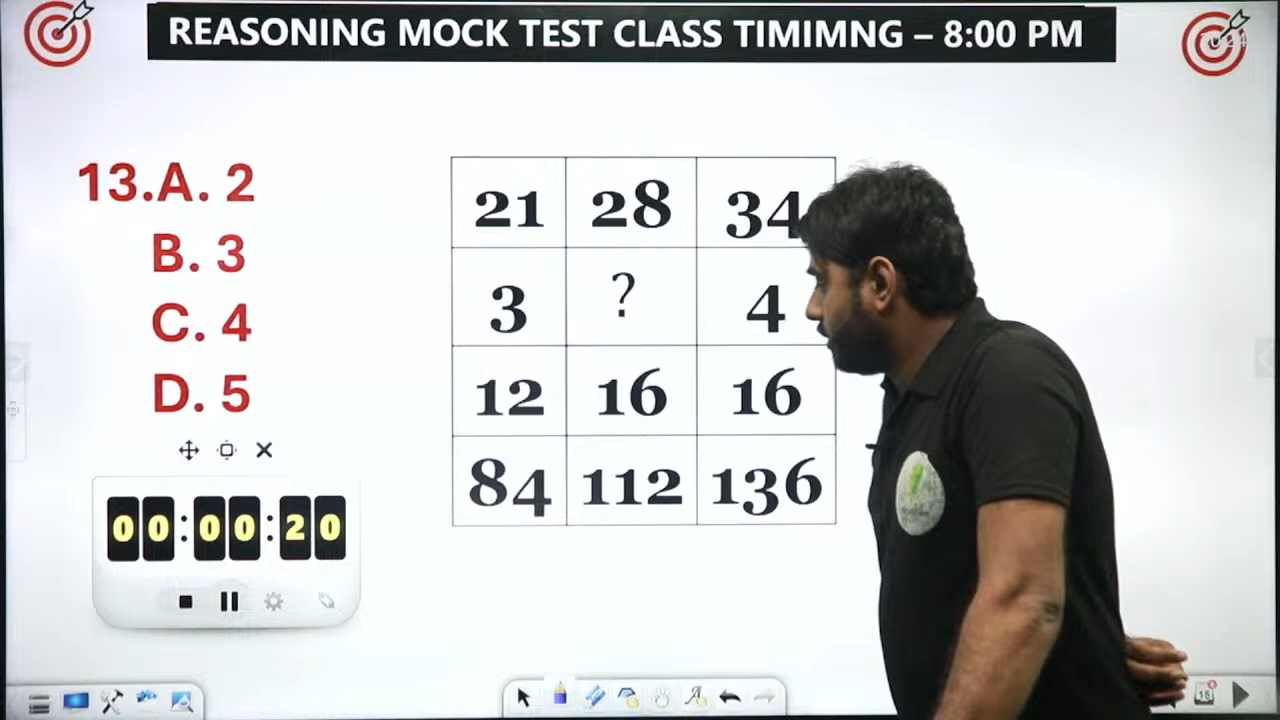 REASONING MOCK TEST CLASS TIMIMNG – 8:00 PM
13.A. 2
B. 3
C. 4
D. 5
21 28 34
3 ? 4
12 16 16
84 112 136
00:00:20